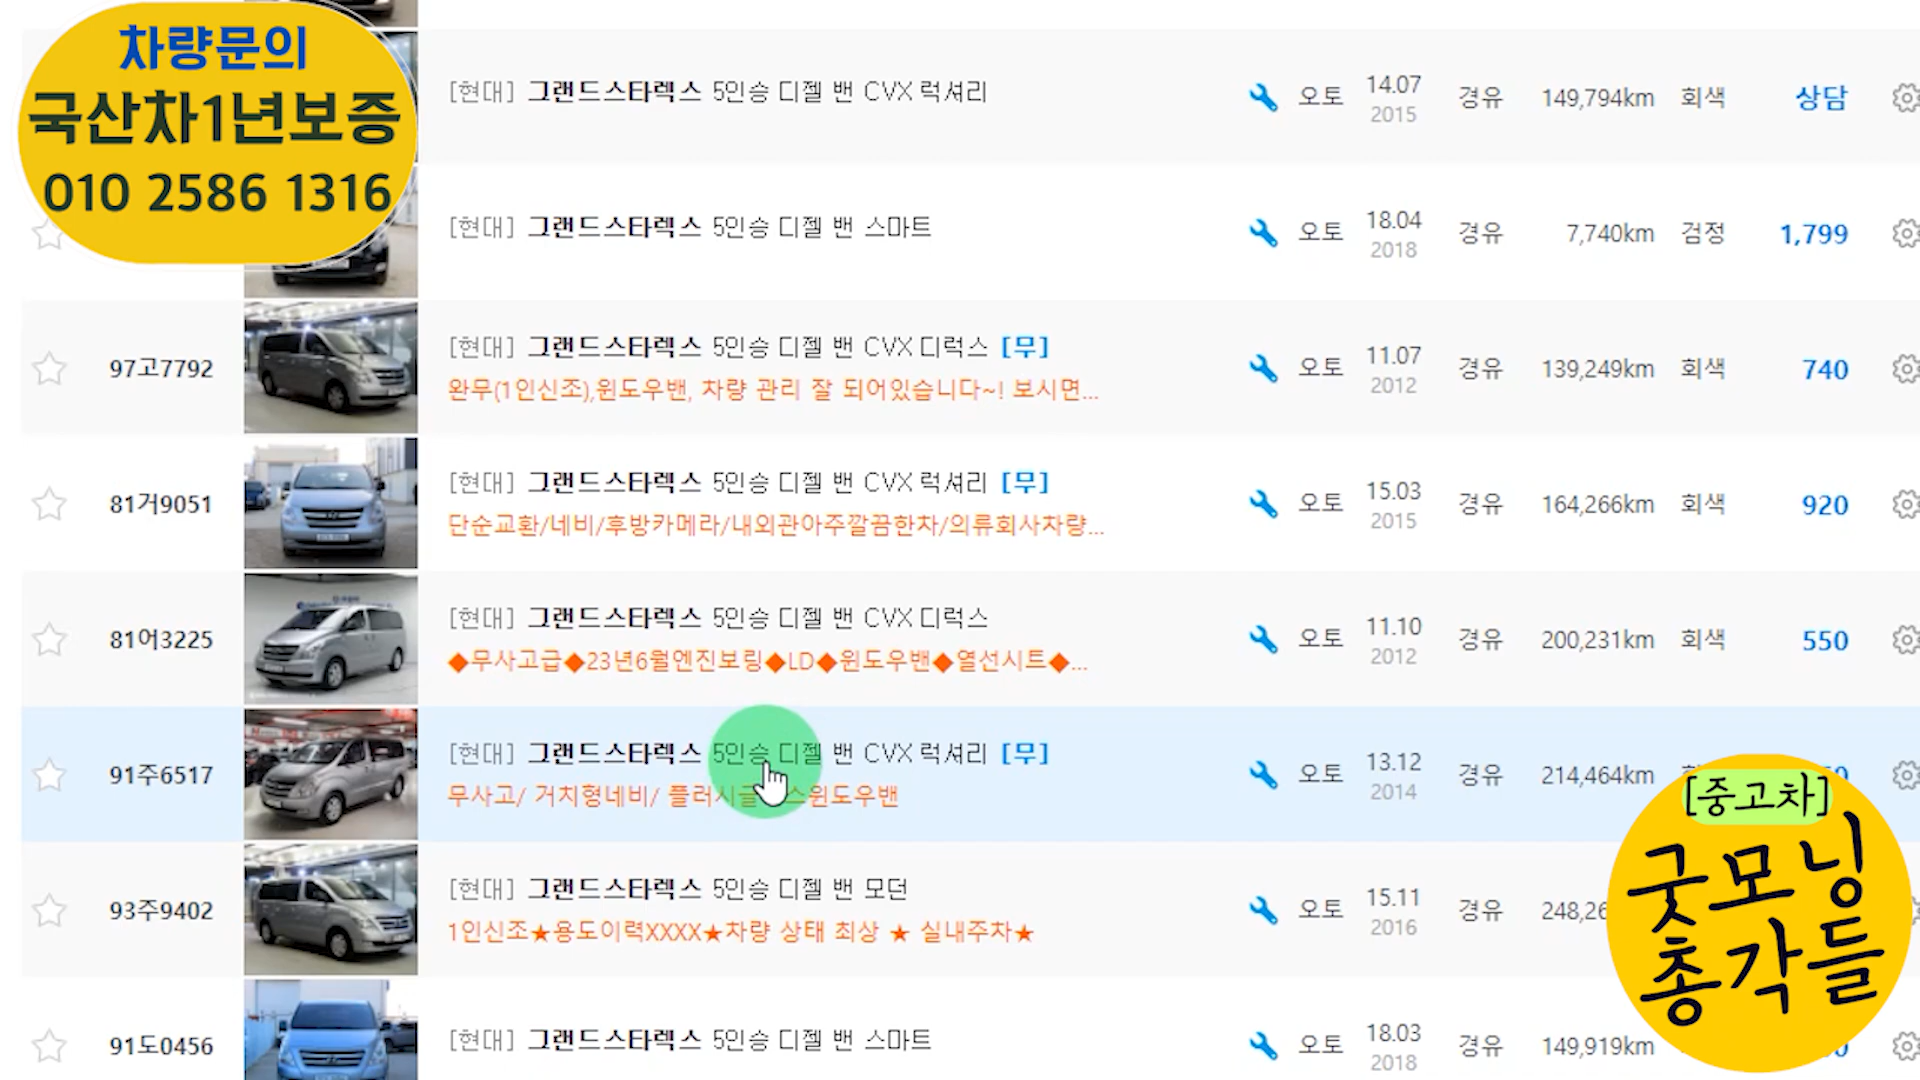 차량문의
국산차1년보증
010 2586 1316
[현대] 그랜드스타렉스 5인승 디젤 밴 CVX 럭셔리 오토 14.07 2015 경유 149,794km 회색 상담
[현대] 그랜드스타렉스 5인승 디젤 밴 스마트 오토 18.04 2018 경유 7,740km 검정 1,799
97고7792 [현대] 그랜드스타렉스 5인승 디젤 밴 CVX 디럭스 [무] 오토 11.07 2012 경유 139,249km 회색 740
완무(1인신조),윈도우밴, 차량 관리 잘 되어있습니다~! 보시면...
81거9051 [현대] 그랜드스타렉스 5인승 디젤 밴 CVX 럭셔리 [무] 오토 15.03 2015 경유 164,266km 회색 920
단순교환/네비/후방카메라/내외관아주깔끔한차/의류회사차량...
81어3225 [현대] 그랜드스타렉스 5인승 디젤 밴 CVX 디럭스 오토 11.10 2012 경유 200,231km 회색 550
◆무사고급◆23년6월엔진보링◆LD◆윈도우밴◆열선시트◆...
91주6517 [현대] 그랜드스타렉스 5인승 디젤 밴 CVX 럭셔리 [무] 오토 13.12 2014 경유 214,464km
무사고/ 거치형네비/
93주9402 [현대] 그랜드스타렉스 5인승 디젤 밴 모던 오토 15.11 2016 경유
1인신조★용도이력XXXX★차량 상태 최상 ★ 실내주차★
91도0456 [현대] 그랜드스타렉스 5인승 디젤 밴 스마트 오토 18.03 2018 경유 149,919km
[중고차]
굿모닝
총각들